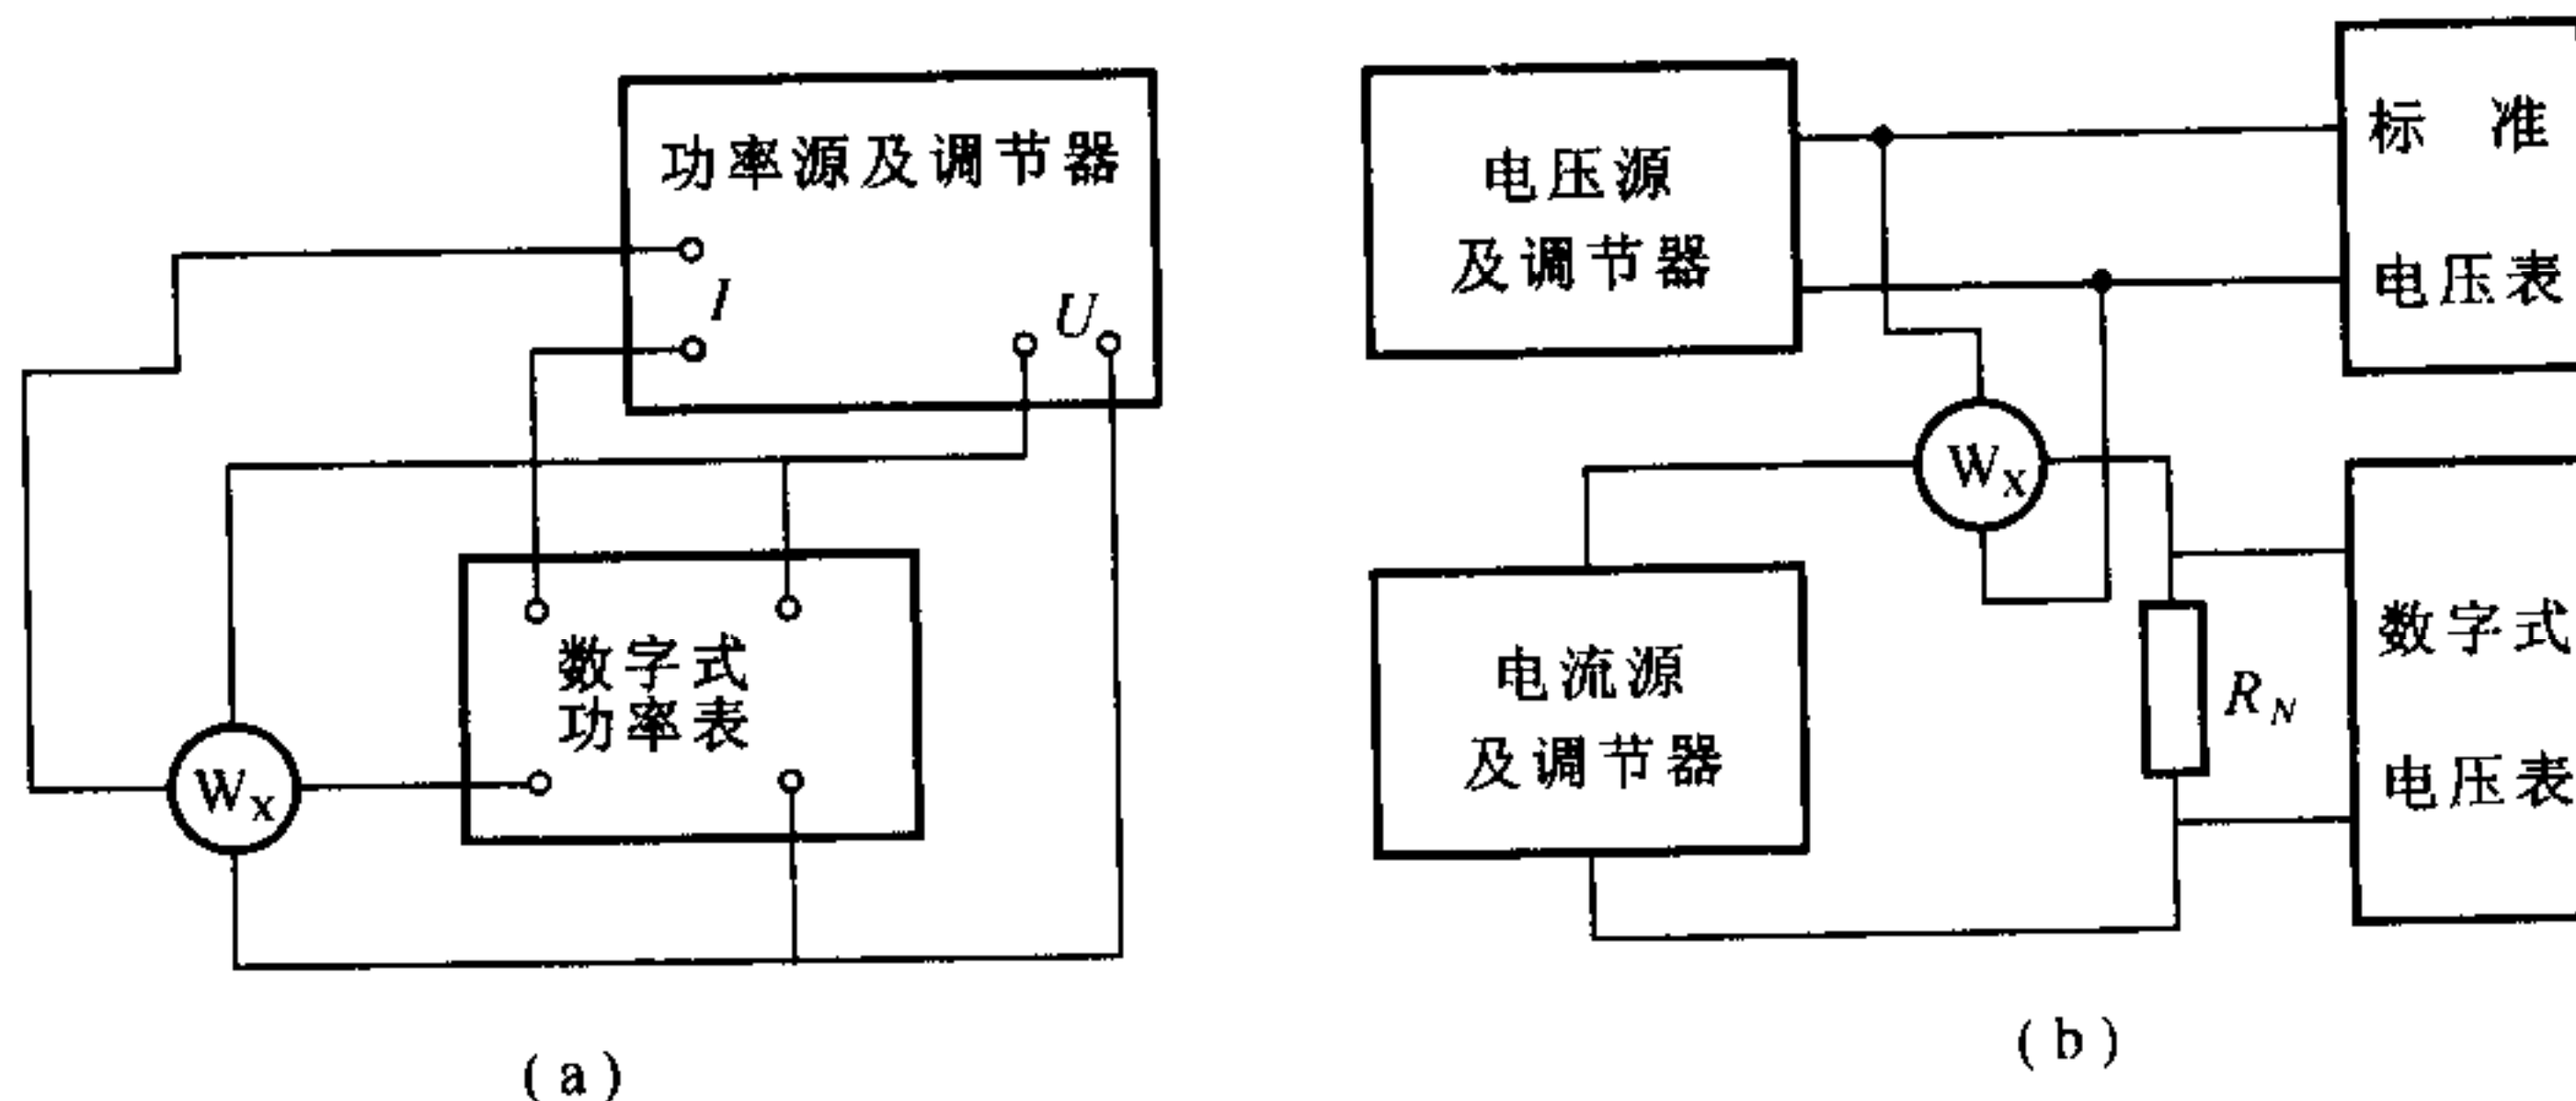 功率源及调节器
I
U
数字式
功率表
Wx
(a)
电压源
及调节器
标 准
电压表
Wx
电流源
及调节器
R_N
数字式
电压表
(b)